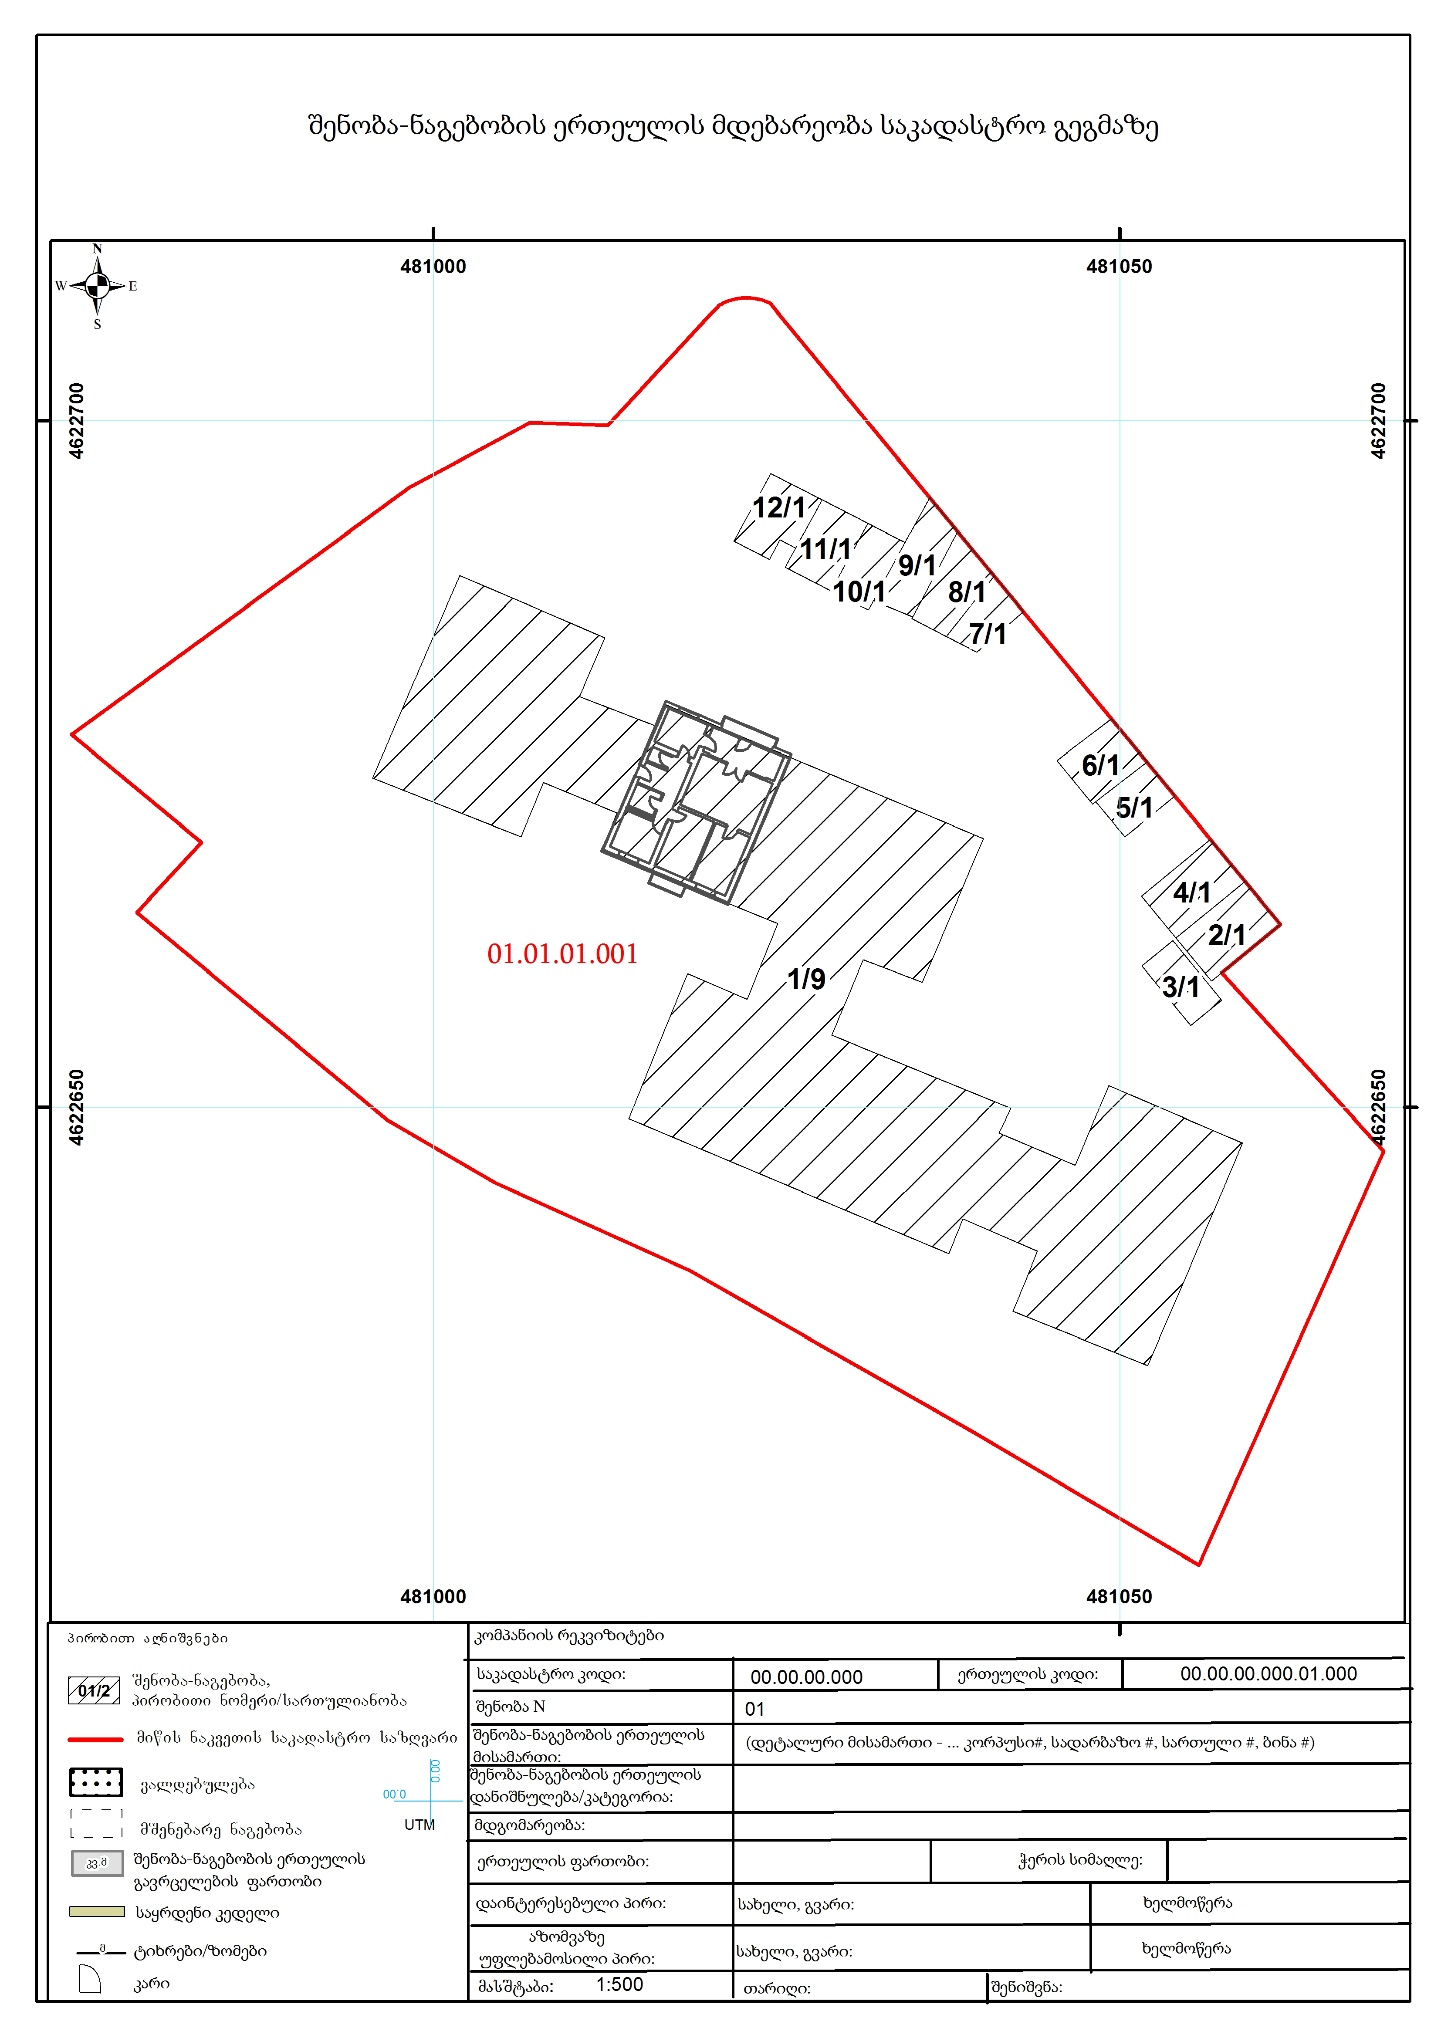 შენობა-ნაგებობის ერთეულის მდებარეობა საკადასტრო გეგმაზე
N
W E
S
481000 481050
4622700 4622700
12/1
11/1
10/1
9/1
8/1
7/1
6/1
5/1
4/1
2/1
3/1
01.01.01.001
1/9
4622650 4622650
481000 481050
პირობით აღნიშვნები
01/2
შენობა-ნაგებობა,
პირობითი ნომერი/სართულიანობა
მიწის ნაკვეთის საკადასტრო საზღვარი
ვალდებულება
მშენებარე ნაგებობა
00.0
00.0
UTM
კვ.მ
შენობა-ნაგებობის ერთეულის
გავრცელების ფართობი
საყრდენი კედელი
მ
ტიხრები/ზომები
კარი
კომპანიის რეკვიზიტები
საკადასტრო კოდი: 00.00.00.000 ერთეულის კოდი: 00.00.00.000.01.000
შენობა N 01
შენობა-ნაგებობის ერთეულის
მისამართი: (დეტალური მისამართი - ... კორპუსი#, სადარბაზო #, სართული #, ბინა #)
შენობა-ნაგებობის ერთეულის
დანიშნულება/კატეგორია:
მდგომარეობა:
ერთეულის ფართობი: ჭერის სიმაღლე:
დაინტერესებული პირი: სახელი, გვარი: ხელმოწერა
აზომვაზე
უფლებამოსილი პირი: სახელი, გვარი: ხელმოწერა
მასშტაბი: 1:500 თარიღი: შენიშვნა: